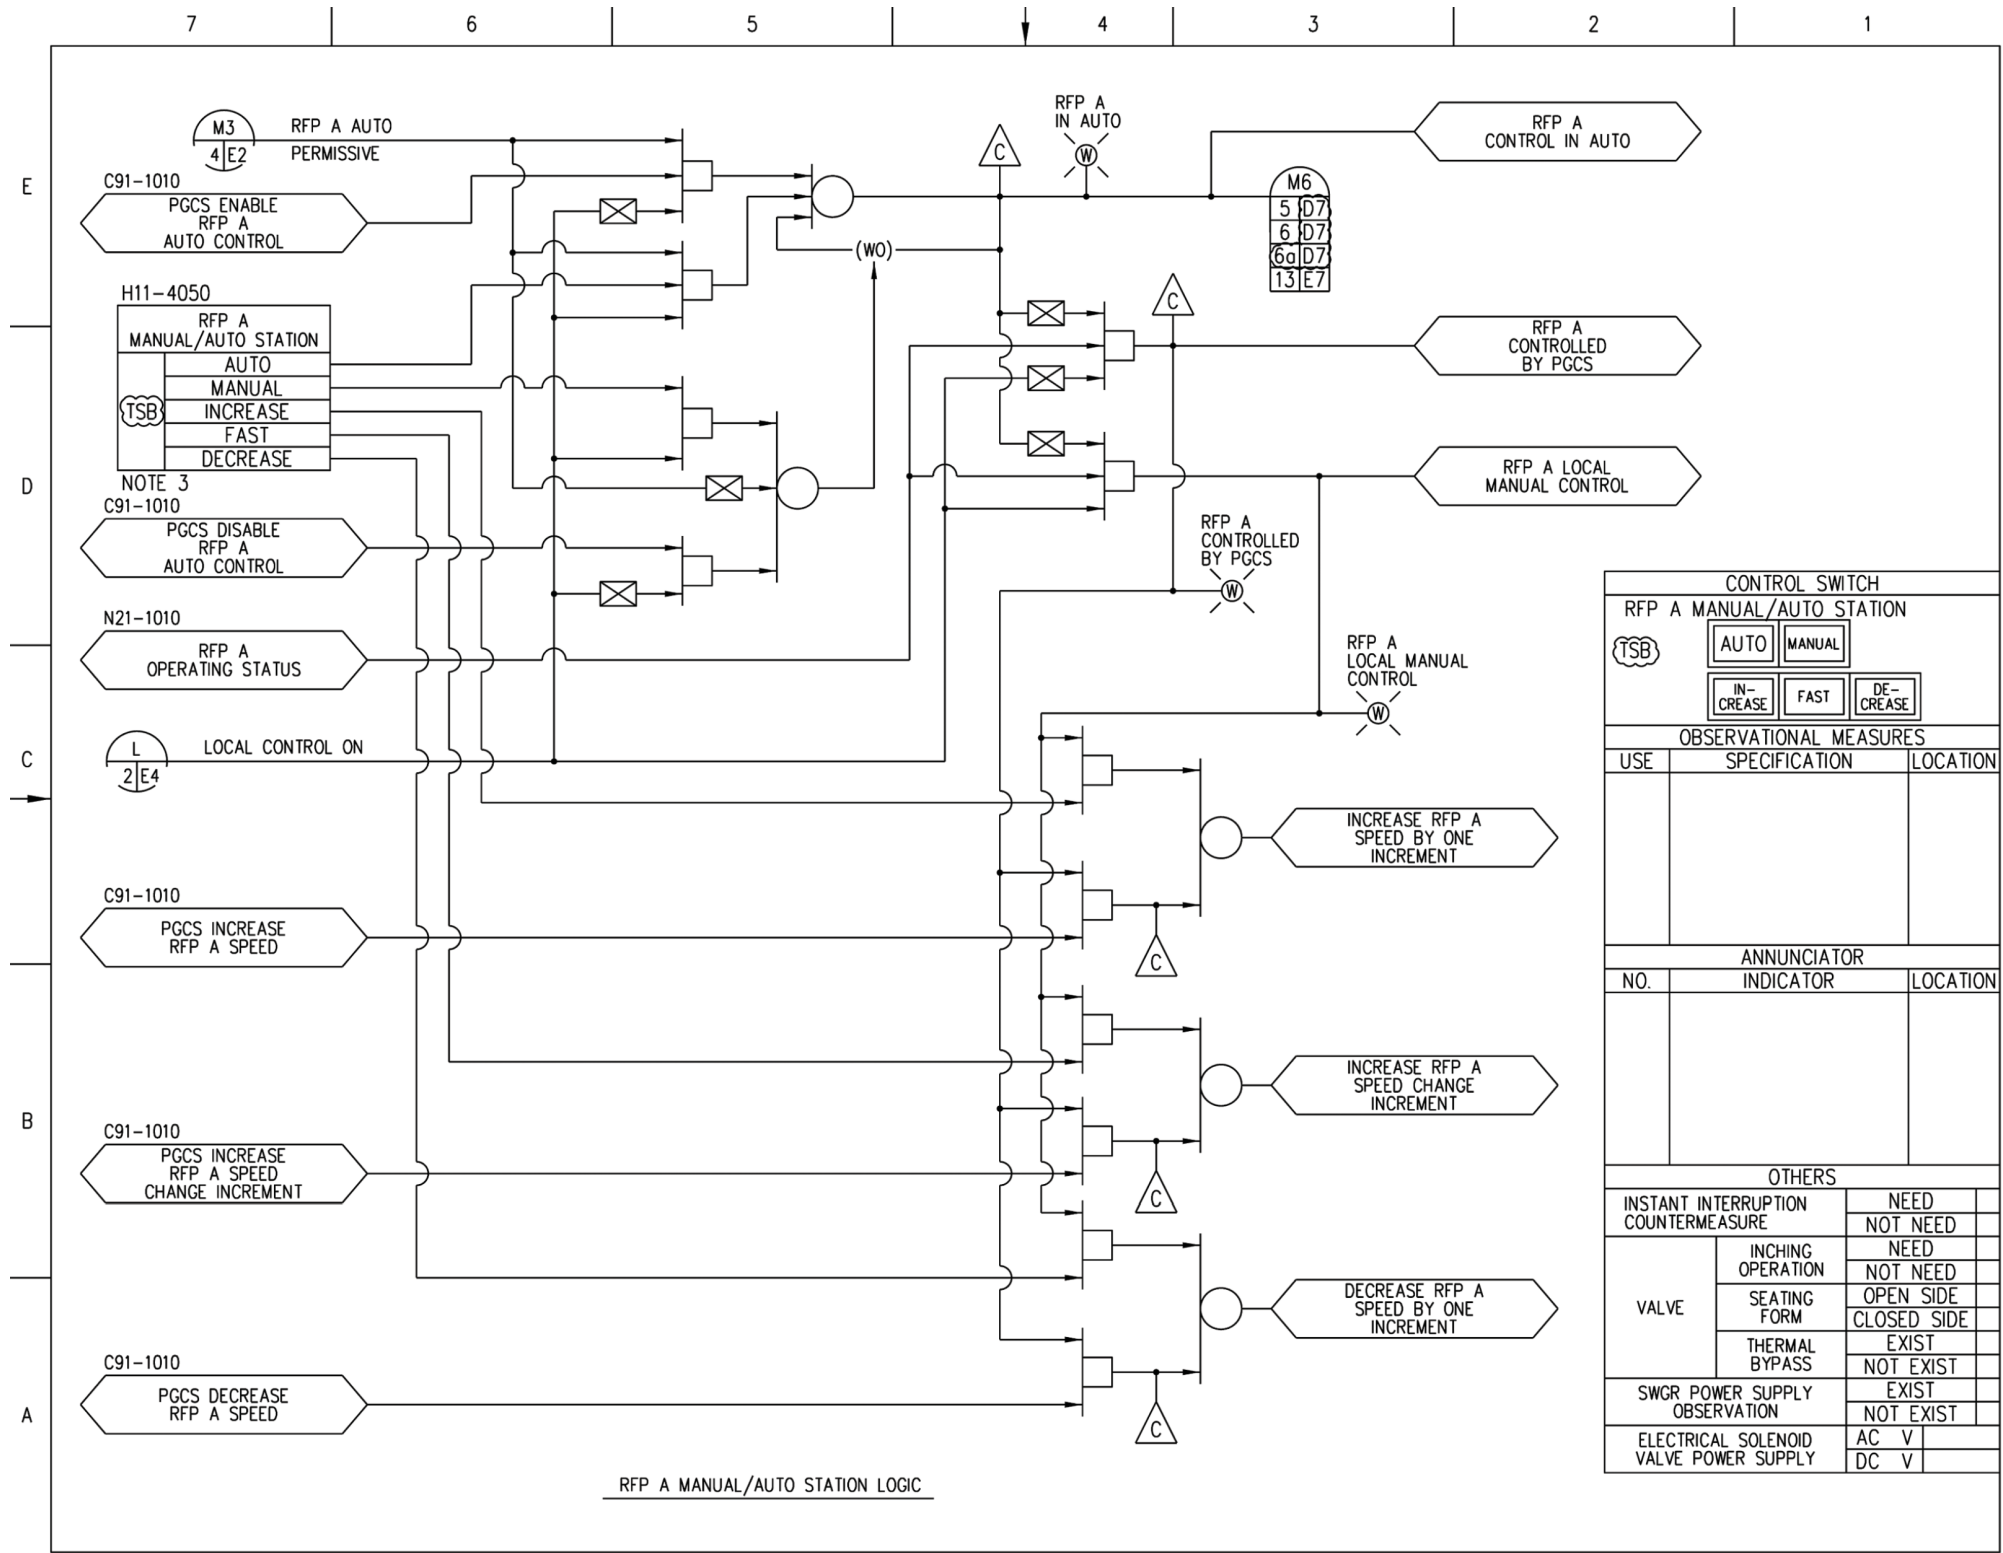 7 6 5 4 3 2 1
E
D
C
B
A
M3
4 E2
RFP A AUTO
PERMISSIVE
C91-1010
PGCS ENABLE
RFP A
AUTO CONTROL
H11-4050
RFP A
MANUAL/AUTO STATION
TSB
AUTO
MANUAL
INCREASE
FAST
DECREASE
NOTE 3
C91-1010
PGCS DISABLE
RFP A
AUTO CONTROL
N21-1010
RFP A
OPERATING STATUS
L
2 E4
LOCAL CONTROL ON
C91-1010
PGCS INCREASE
RFP A SPEED
C91-1010
PGCS INCREASE
RFP A SPEED
CHANGE INCREMENT
C91-1010
PGCS DECREASE
RFP A SPEED
(WO)
C
RFP A
IN AUTO
W
M6
5 D7
6 D7
6a D7
13 E7
RFP A
CONTROL IN AUTO
C
RFP A
CONTROLLED
BY PGCS
RFP A LOCAL
MANUAL CONTROL
RFP A
CONTROLLED
BY PGCS
W
RFP A
LOCAL MANUAL
CONTROL
W
INCREASE RFP A
SPEED BY ONE
INCREMENT
C
INCREASE RFP A
SPEED CHANGE
INCREMENT
C
DECREASE RFP A
SPEED BY ONE
INCREMENT
C
RFP A MANUAL/AUTO STATION LOGIC
CONTROL SWITCH
RFP A MANUAL/AUTO STATION
TSB
AUTO MANUAL
IN-
CREASE
FAST
DE-
CREASE
OBSERVATIONAL MEASURES
USE SPECIFICATION LOCATION
ANNUNCIATOR
NO. INDICATOR LOCATION
OTHERS
INSTANT INTERRUPTION
COUNTERMEASURE
NEED
NOT NEED
VALVE
INCHING
OPERATION
NEED
NOT NEED
SEATING
FORM
OPEN SIDE
CLOSED SIDE
THERMAL
BYPASS
EXIST
NOT EXIST
SWGR POWER SUPPLY
OBSERVATION
EXIST
NOT EXIST
ELECTRICAL SOLENOID
VALVE POWER SUPPLY
AC V
DC V